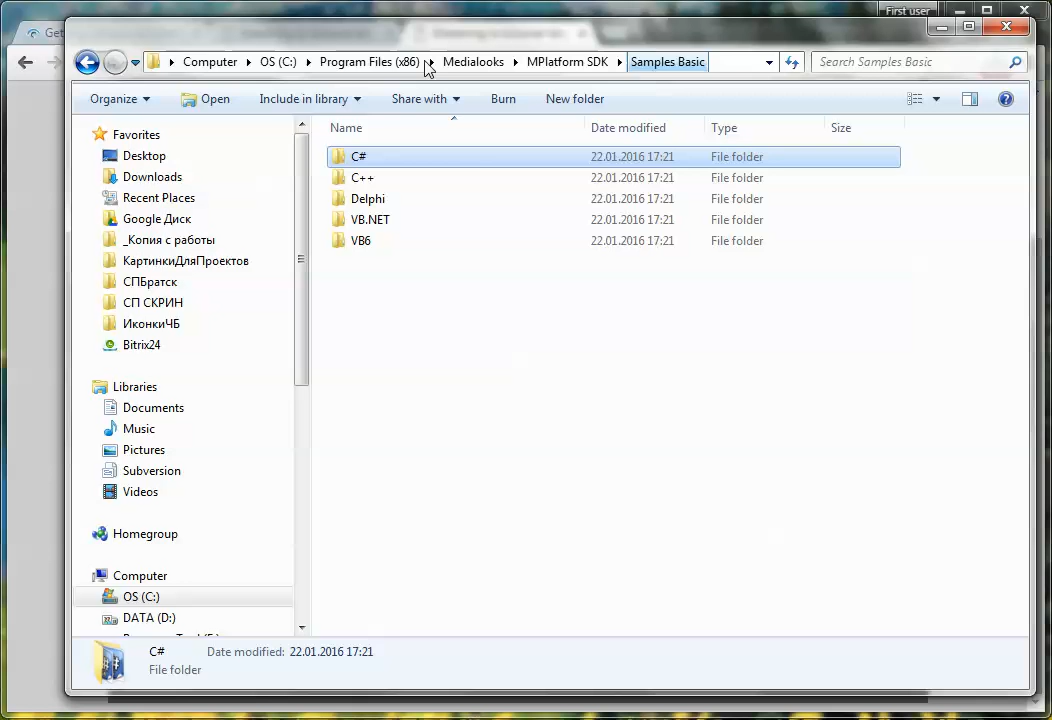 First user
Get
Computer OS (C:) Program Files (x86) Medialooks MPlatform SDK Samples Basic Search Samples Basic
Organize Open Include in library Share with Burn New folder
Name Date modified Type Size
C# 22.01.2016 17:21 File folder
C++ 22.01.2016 17:21 File folder
Delphi 22.01.2016 17:21 File folder
VB.NET 22.01.2016 17:21 File folder
VB6 22.01.2016 17:21 File folder
Favorites
Desktop
Downloads
Recent Places
Google Диск
_Копия с работы
КартинкиДляПроектов
СПБратск
СП СКРИН
ИконкиЧБ
Bitrix24
Libraries
Documents
Music
Pictures
Subversion
Videos
Homegroup
Computer
OS (C:)
DATA (D:)
C# Date modified: 22.01.2016 17:21
File folder